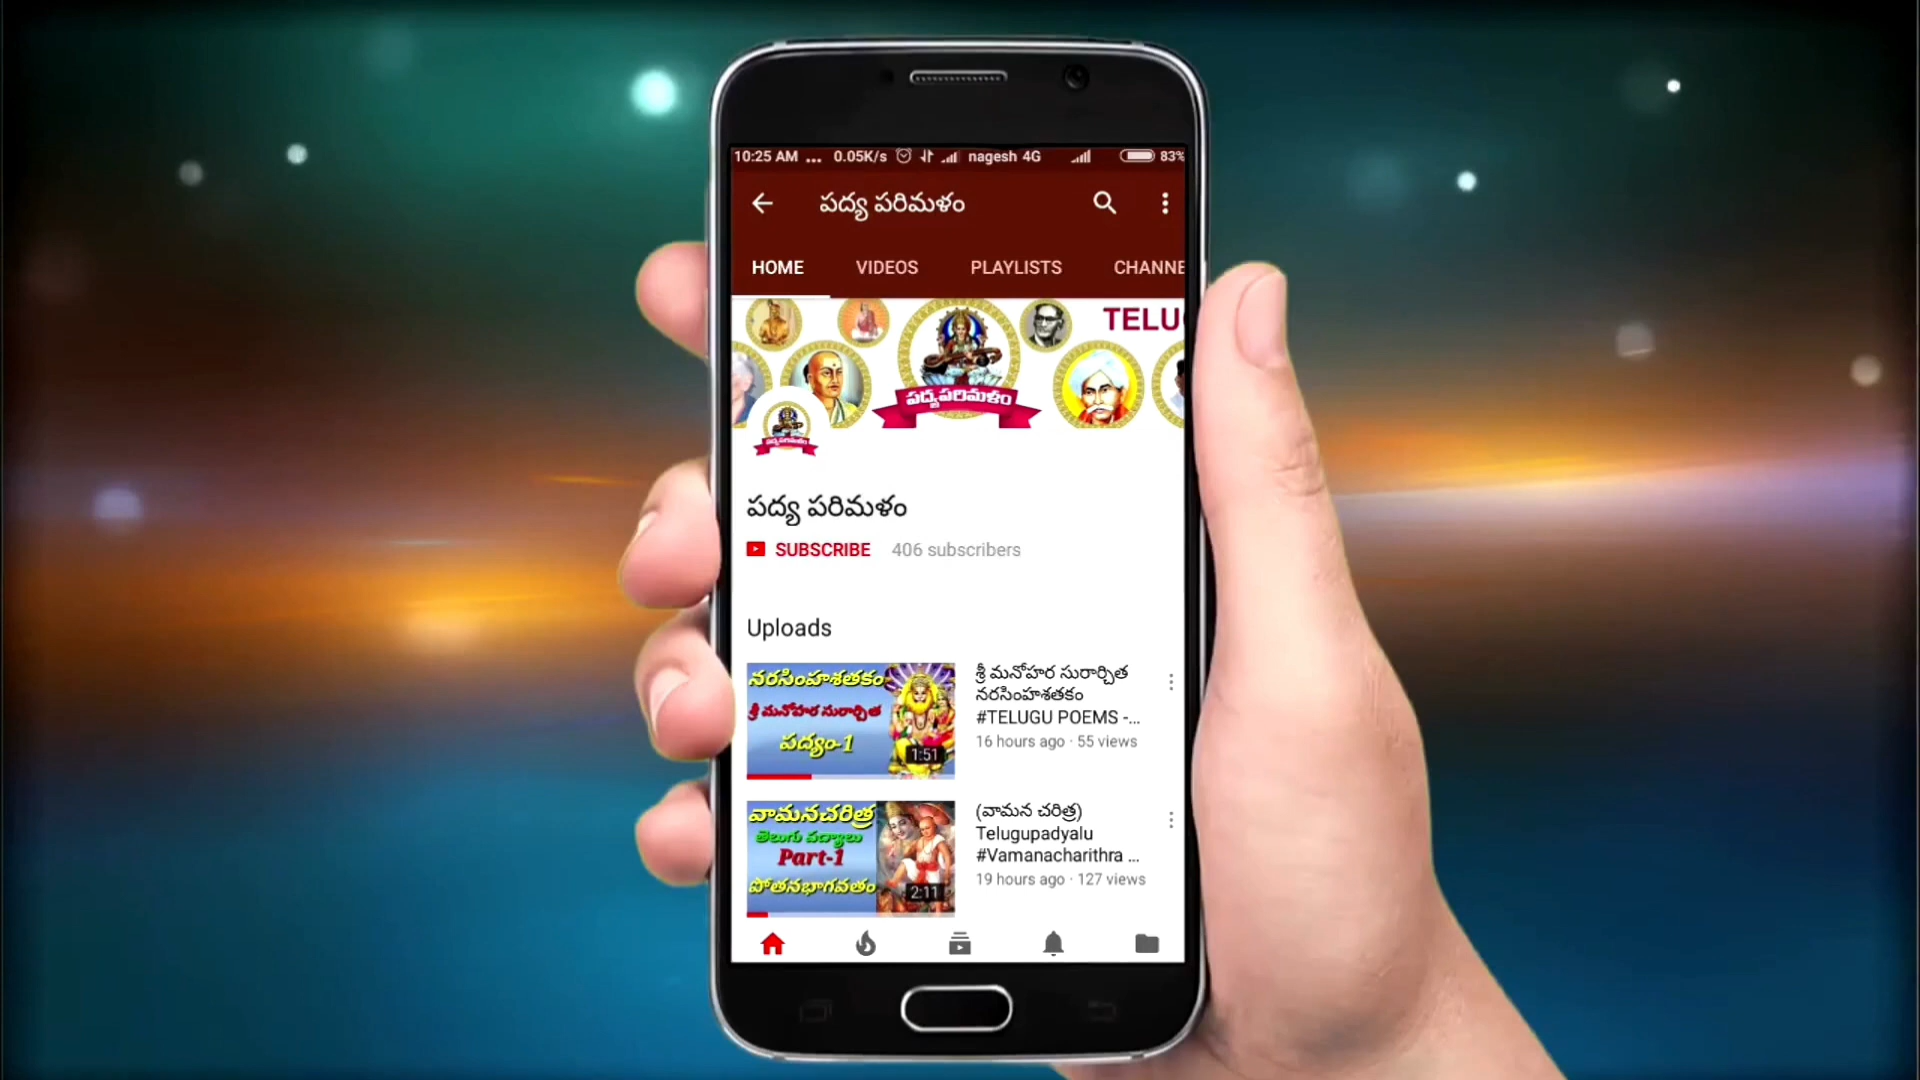 10:25 AM ... 0.05K/s nagesh 4G 83%
పద్య పరిమళం
HOME VIDEOS PLAYLISTS CHANNE
TELU
పద్యపరిమళం
పద్యపరిమళం
పద్య పరిమళం
SUBSCRIBE 406 subscribers
Uploads
నరసింహశతకం
శ్రీ మనోహర సురార్చిత
పద్యం-1
1:51
శ్రీ మనోహర సురార్చిత
నరసింహశతకం
#TELUGU POEMS -...
16 hours ago · 55 views
వామనచరిత్ర
తెలుగు పద్యాలు
Part-1
పోతనభాగవతం
2:11
(వామన చరిత్ర)
Telugupadyalu
#Vamanacharithra ...
19 hours ago · 127 views